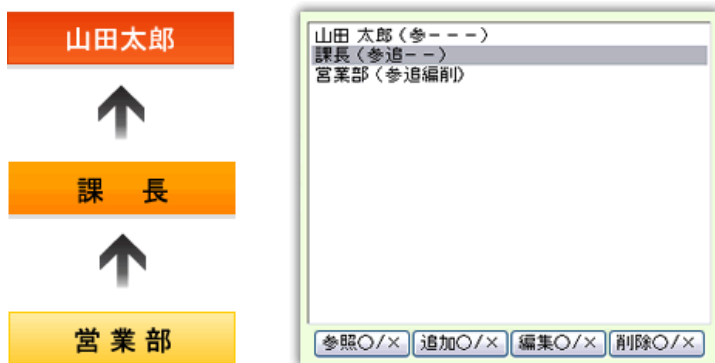 山田太郎
課 長
営業部
山田 太郎（参－－－）
課長（参追－－）
営業部（参追編削）
参照○/×
追加○/×
編集○/×
削除○/×